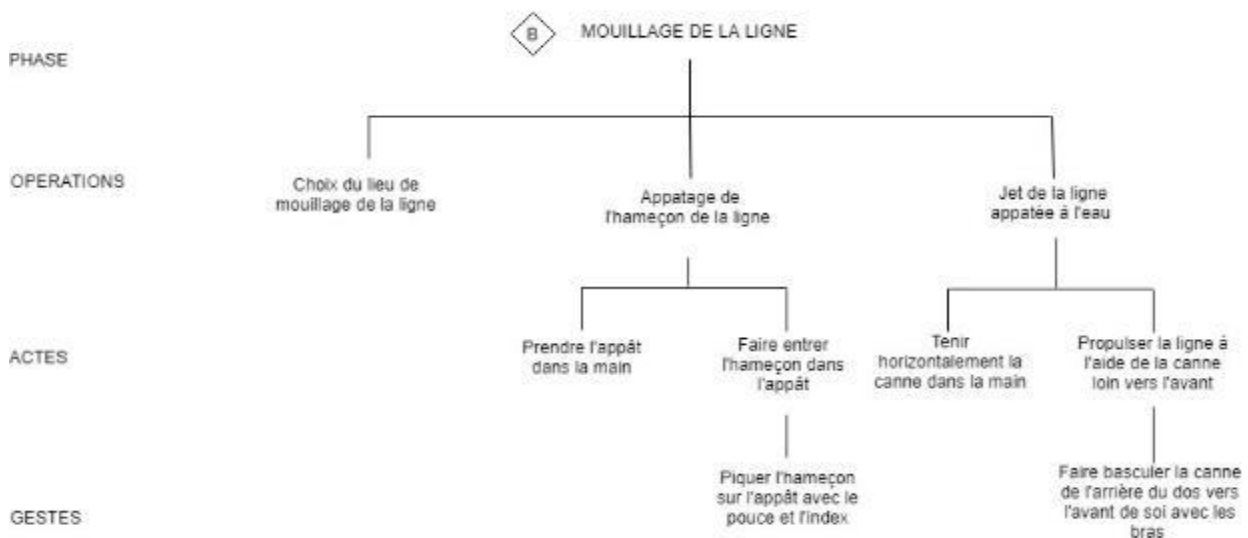 B MOUILLAGE DE LA LIGNE
PHASE
OPERATIONS
Choix du lieu de
mouillage de la ligne
Appatage de
l'hameçon de la ligne
Jet de la ligne
appatée à l'eau
ACTES
Prendre l'appât
dans la main
Faire entrer
l'hameçon dans
l'appât
Tenir
horizontalement la
canne dans la main
Propulser la ligne à
l'aide de la canne
loin vers l'avant
GESTES
Piquer l'hameçon
sur l'appât avec le
pouce et l'index
Faire basculer la canne
de l'arrière du dos vers
l'avant de soi avec les
bras